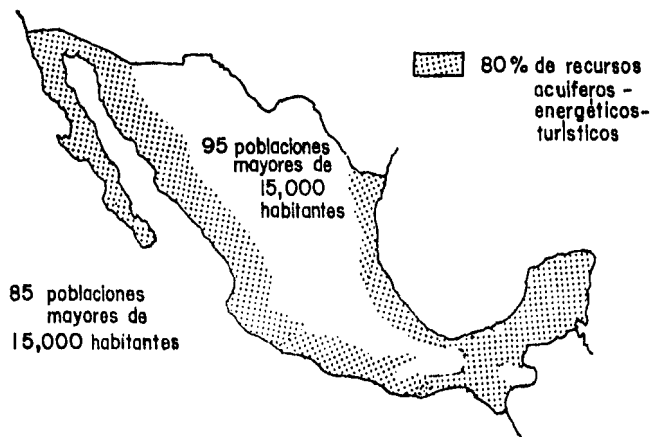 80% de recursos
acuíferos -
energéticos-
turísticos
95 poblaciones
mayores de
15,000
habitantes
85 poblaciones
mayores de
15,000 habitantes